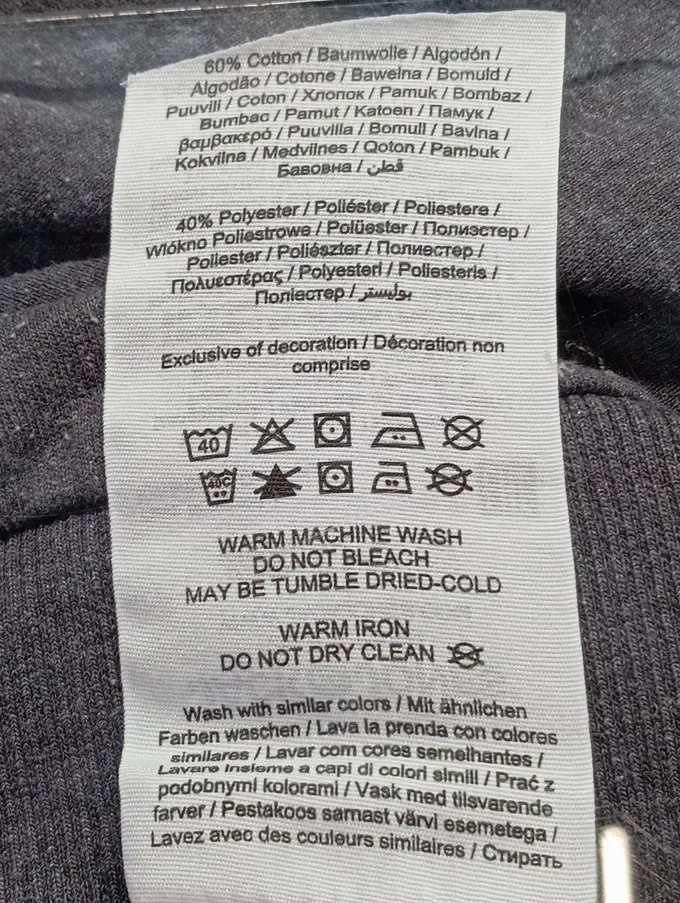 60% Cotton / Baumwolle / Algodón /
Algodão / Cotone / Bawełna / Bomuld /
Puuvill / Coton / Хлопок / Pamuk / Bombaz /
Bumbac / Pamut / Katoen / Памук /
βαμβακερό / Puuvilla / Bomull / Bavlna /
Kokvilna / Medvilnes / Qoton / Pambuk /
Бавовна / قطن
40% Polyester / Poliéster / Poliestere /
Włókno Poliestrowe / Polüester / Полиэстер /
Poliester / Poliészter / Полиестер /
Πολυεστέρας / Polyesteri / Poliesteris /
Поліестер / بوليستر
Exclusive of decoration / Décoration non
comprise
40
40C
WARM MACHINE WASH
DO NOT BLEACH
MAY BE TUMBLE DRIED-COLD
WARM IRON
DO NOT DRY CLEAN
Wash with similar colors / Mit ähnlichen
Farben waschen / Lava la prenda con colores
similares / Lavar com cores semelhantes /
Lavare insieme a capi di colori simili / Prać z
podobnymi kolorami / Vask med tilsvarende
farver / Pestakoos samast värvi esemetega /
Lavez avec des couleurs similaires / Стирать